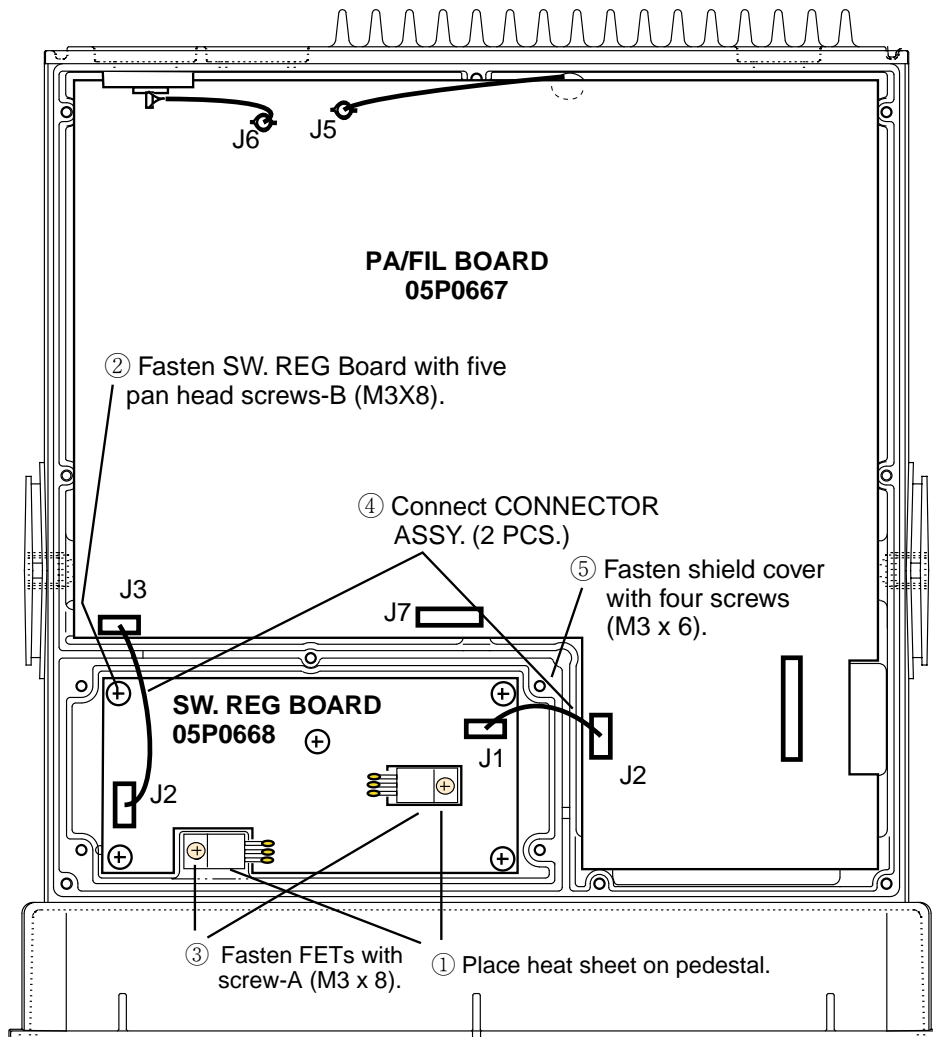 J6
J5
PA/FIL BOARD
05P0667
② Fasten SW. REG Board with five
pan head screws-B (M3X8).
④ Connect CONNECTOR
ASSY. (2 PCS.)
⑤ Fasten shield cover
with four screws
(M3 x 6).
J3
J7
SW. REG BOARD
05P0668
J1
J2
J2
③ Fasten FETs with
screw-A (M3 x 8).
① Place heat sheet on pedestal.